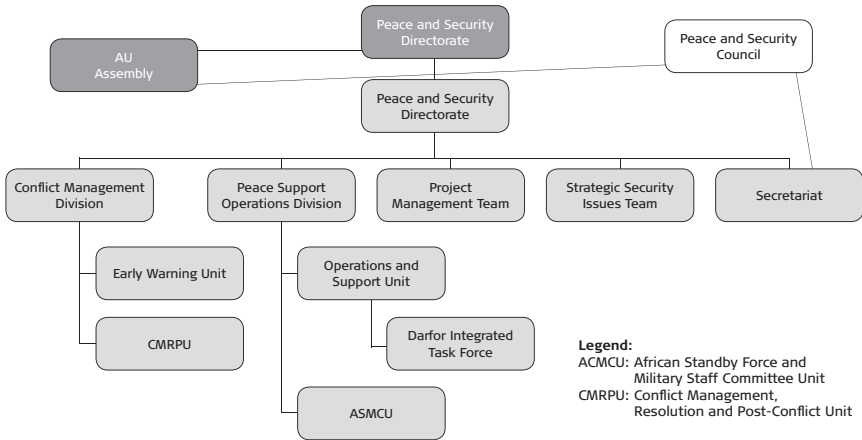 Peace and Security
Directorate
AU
Assembly
Peace and Security
Council
Peace and Security
Directorate
Conflict Management
Division
Peace Support
Operations Division
Project
Management Team
Strategic Security
Issues Team
Secretariat
Early Warning Unit
Operations and
Support Unit
CMRPU
Darfor Integrated
Task Force
ASMCU
Legend:
ACMCU: African Standby Force and
Military Staff Committee Unit
CMRPU: Conflict Management,
Resolution and Post-Conflict Unit